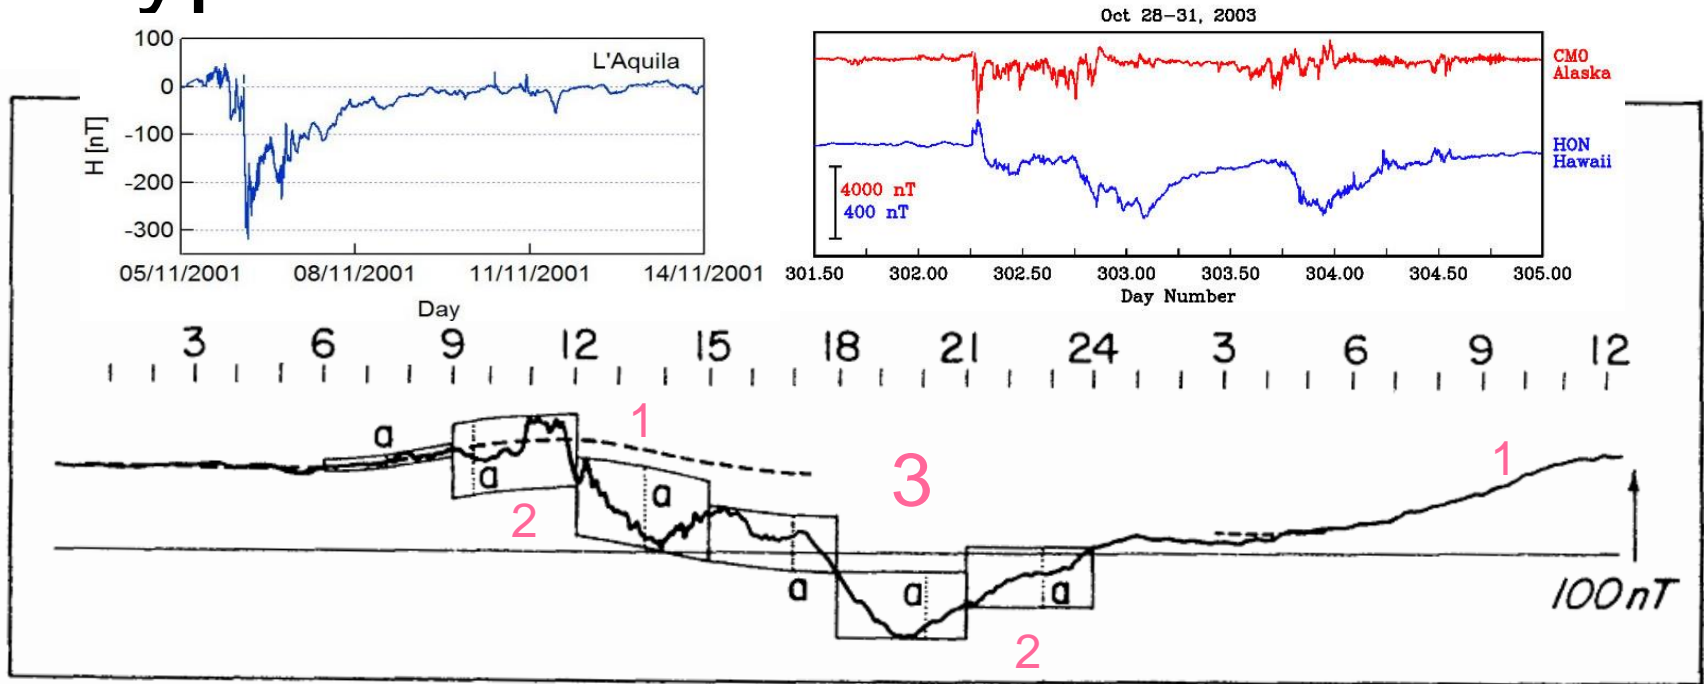 100
0
-100
-200
-300
H [nT]
L'Aquila
05/11/2001 08/11/2001 11/11/2001 14/11/2001
Day
Oct 28-31, 2003
CMO
Alaska
HON
Hawaii
4000 nT
400 nT
301.50 302.00 302.50 303.00 303.50 304.00 304.50 305.00
Day Number
3 6 9 12 15 18 21 24 3 6 9 12
a
1
a
2
a
3
1
a
a
a
2
100 nT